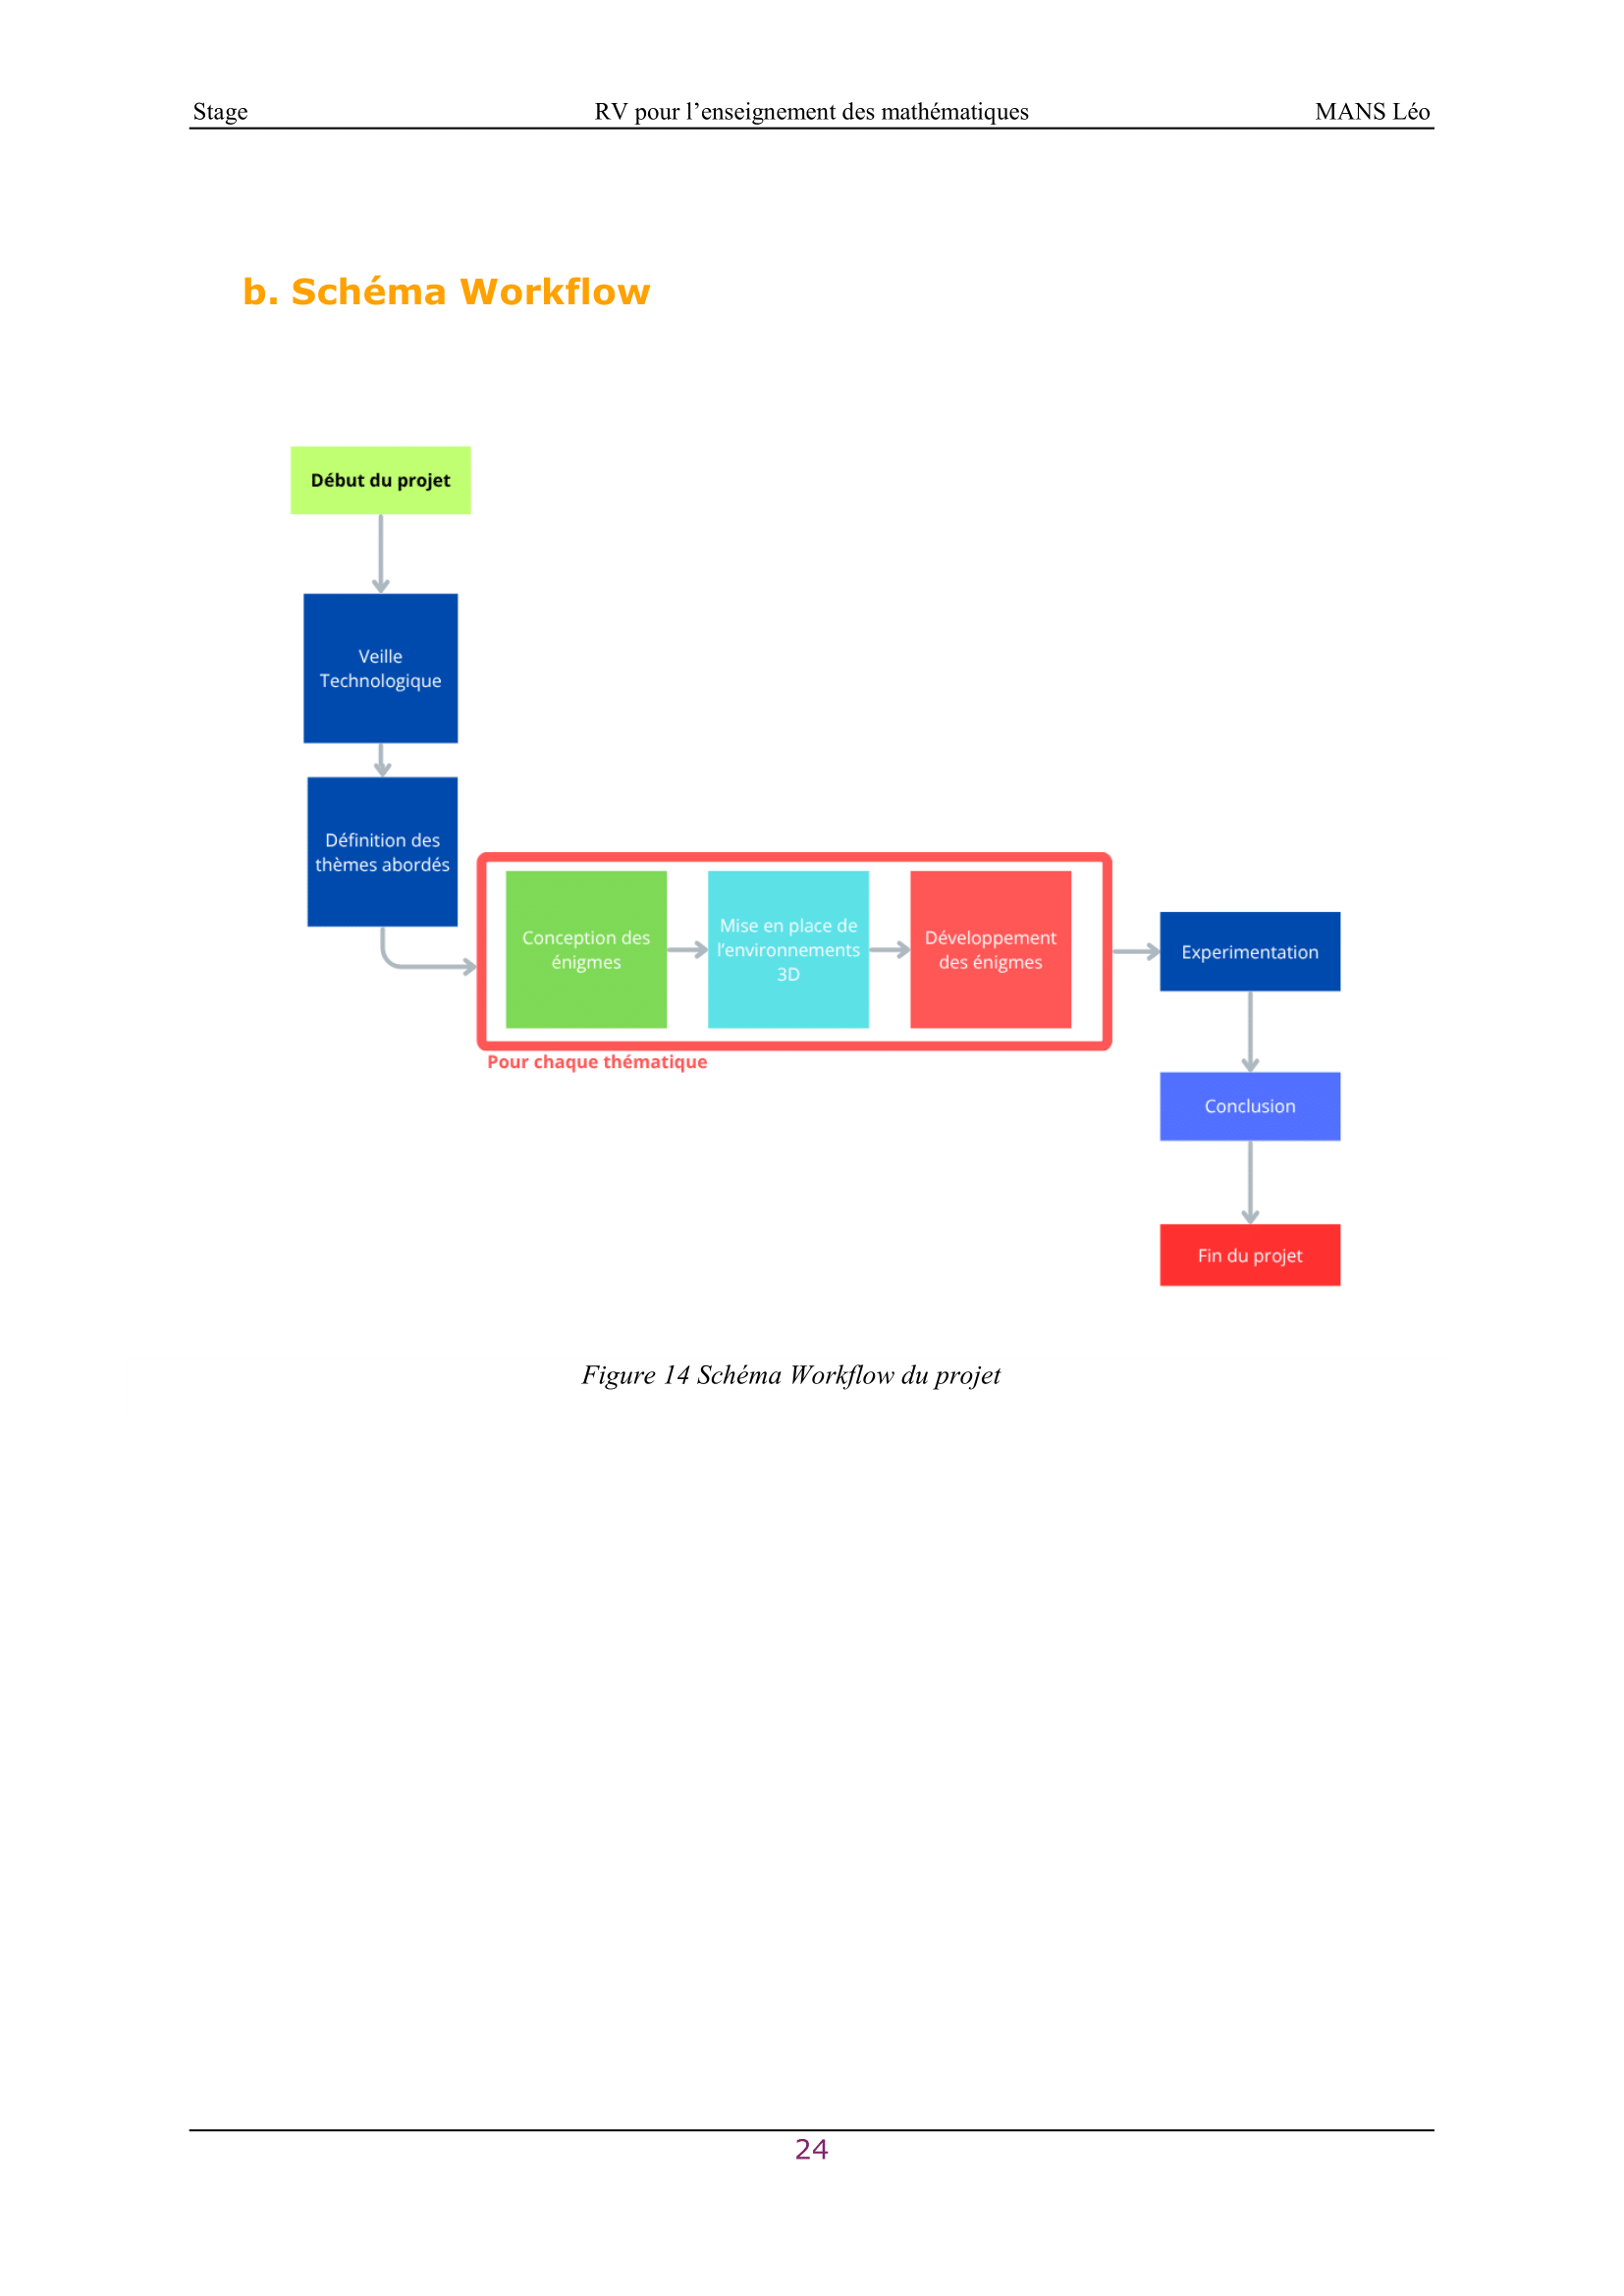 Stage RV pour l’enseignement des mathématiques MANS Léo
b. Schéma Workflow
Début du projet
Veille
Technologique
Définition des
thèmes abordés
Conception des
énigmes
Mise en place de
l’environnements
3D
Développement
des énigmes
Pour chaque thématique
Experimentation
Conclusion
Fin du projet
Figure 14 Schéma Workflow du projet
24